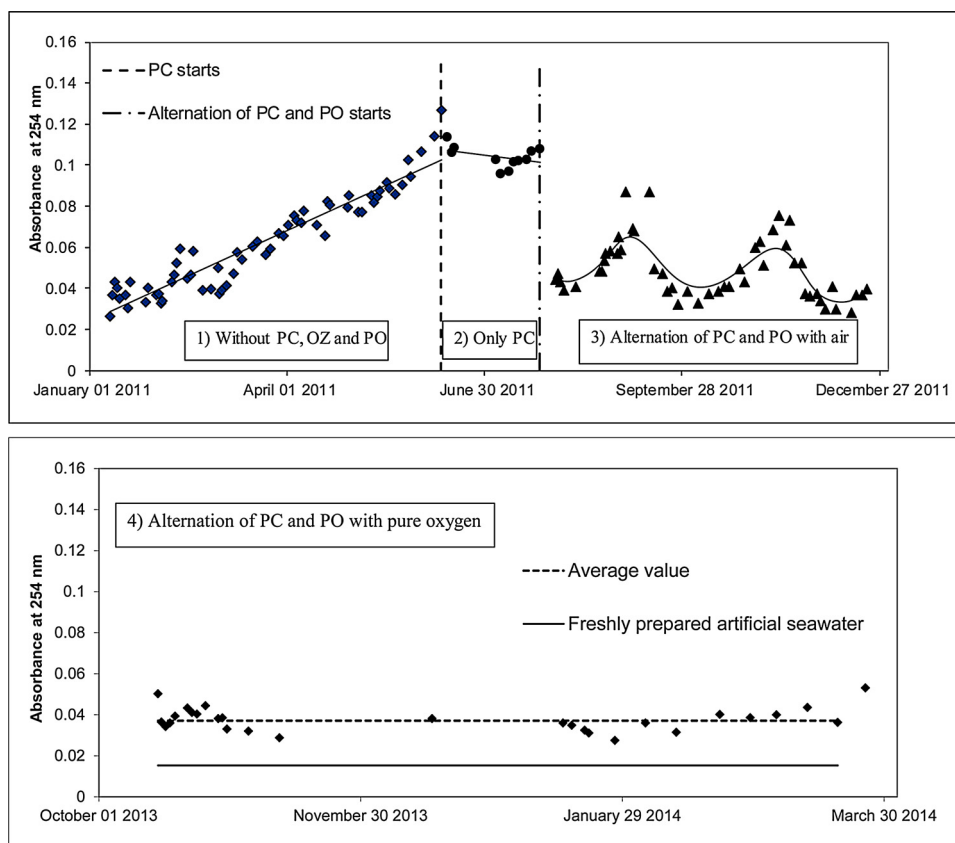 0.16
0.14
0.12
0.1
0.08
0.06
0.04
0.02
0
Absorbance at 254 nm
PC starts
Alternation of PC and PO starts
1) Without PC, OZ and PO
2) Only PC
3) Alternation of PC and PO with air
January 01 2011
April 01 2011
June 30 2011
September 28 2011
December 27 2011
0.16
0.14
0.12
0.1
0.08
0.06
0.04
0.02
0
Absorbance at 254 nm
4) Alternation of PC and PO with pure oxygen
Average value
Freshly prepared artificial seawater
October 01 2013
November 30 2013
January 29 2014
March 30 2014